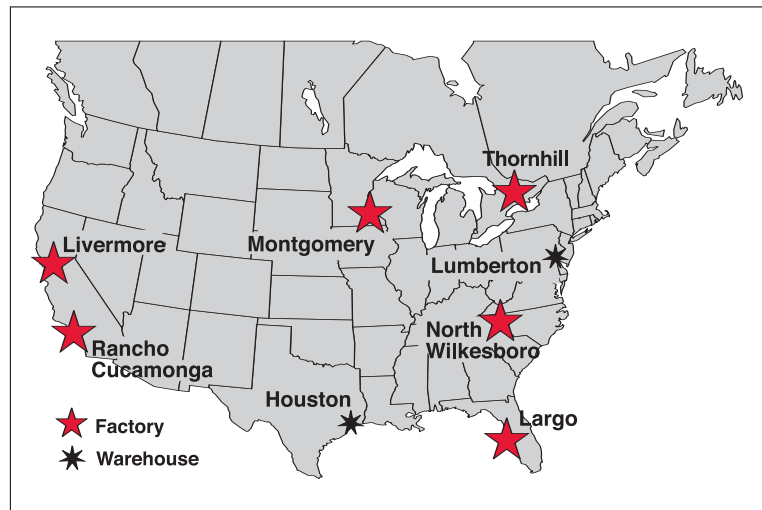 Thornhill
Livermore
Montgomery
Lumberton
North
Wilkesboro
Rancho
Cucamonga
Houston
Largo
Factory
Warehouse